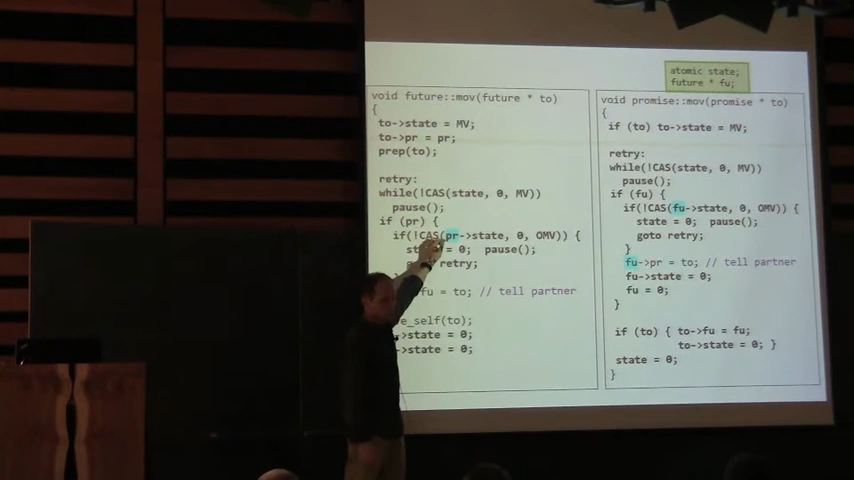 atomic state;
future * fu;
void future::mov(future * to)
{
to->state = MV;
to->pr = pr;
prep(to);
retry:
while(!CAS(state, 0, MV))
pause();
if (pr) {
if(!CAS(pr->state, 0, OMV)) {
= 0; pause();
retry;
fu = to; // tell partner
e_self(to);
->state = 0;
->state = 0;
void promise::mov(promise * to)
{
if (to) to->state = MV;
retry:
while(!CAS(state, 0, MV))
pause();
if (fu) {
if(!CAS(fu->state, 0, OMV)) {
state = 0; pause();
goto retry;
}
fu->pr = to; // tell partner
fu->state = 0;
fu = 0;
}
if (to) { to->fu = fu;
to->state = 0; }
state = 0;
}